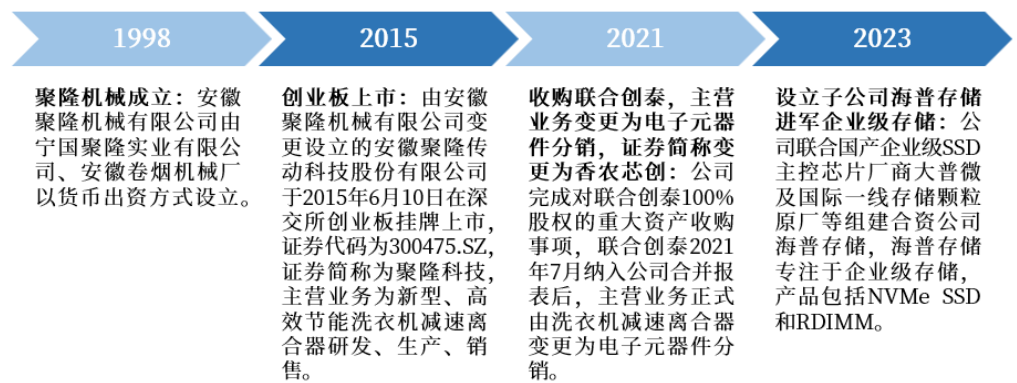 1998
聚隆机械成立：安徽
聚隆机械有限公司由
宁国聚隆实业有限公
司、安徽卷烟机械厂
以货币出资方式设立。
2015
创业板上市：由安徽
聚隆机械有限公司变
更设立的安徽聚隆传
动科技股份有限公司
于2015年6月10日在深
交所创业板挂牌上市，
证券代码为300475.SZ，
证券简称为聚隆科技，
主营业务为新型、高
效节能洗衣机减速离
合器研发、生产、销
售。
2021
收购联合创泰，主营
业务变更为电子元器
件分销，证券简称变
更为香农芯创：公司
完成对联合创泰100%
股权的重大资产收购
事项，联合创泰2021
年7月纳入公司合并报
表后，主营业务正式
由洗衣机减速离合器
变更为电子元器件分
销。
2023
设立子公司海普存储
进军企业级存储：公
司联合国产企业级SSD
主控芯片厂商大普微
及国际一线存储颗粒
原厂等组建合资公司
海普存储，海普存储
专注于企业级存储，
产品包括NVMe SSD
和RDIMM。